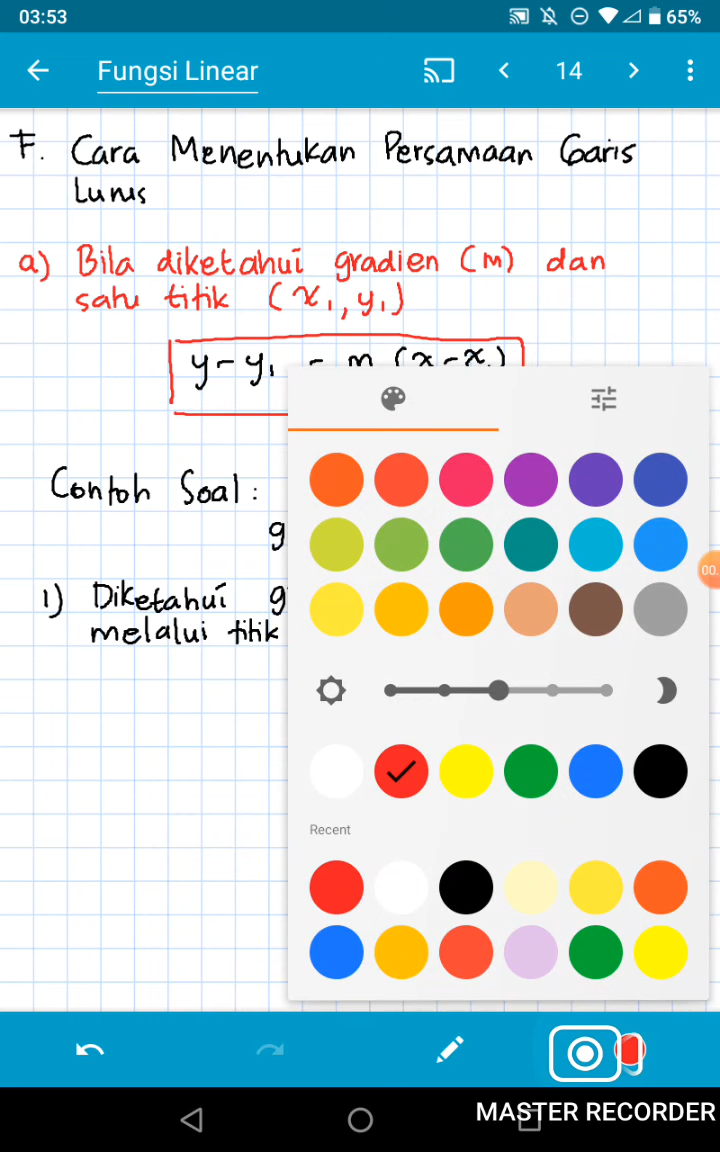 03:53
65%
Fungsi Linear
14
F. Cara Menentukan Persamaan Garis
Lurus
a) Bila diketahui gradien (m) dan
satu titik (x₁, y₁)
y - y₁ = m (x - x₁)
Contoh Soal :
g
1) Diketahui g
melalui titik
00.
Recent
MASTER RECORDER